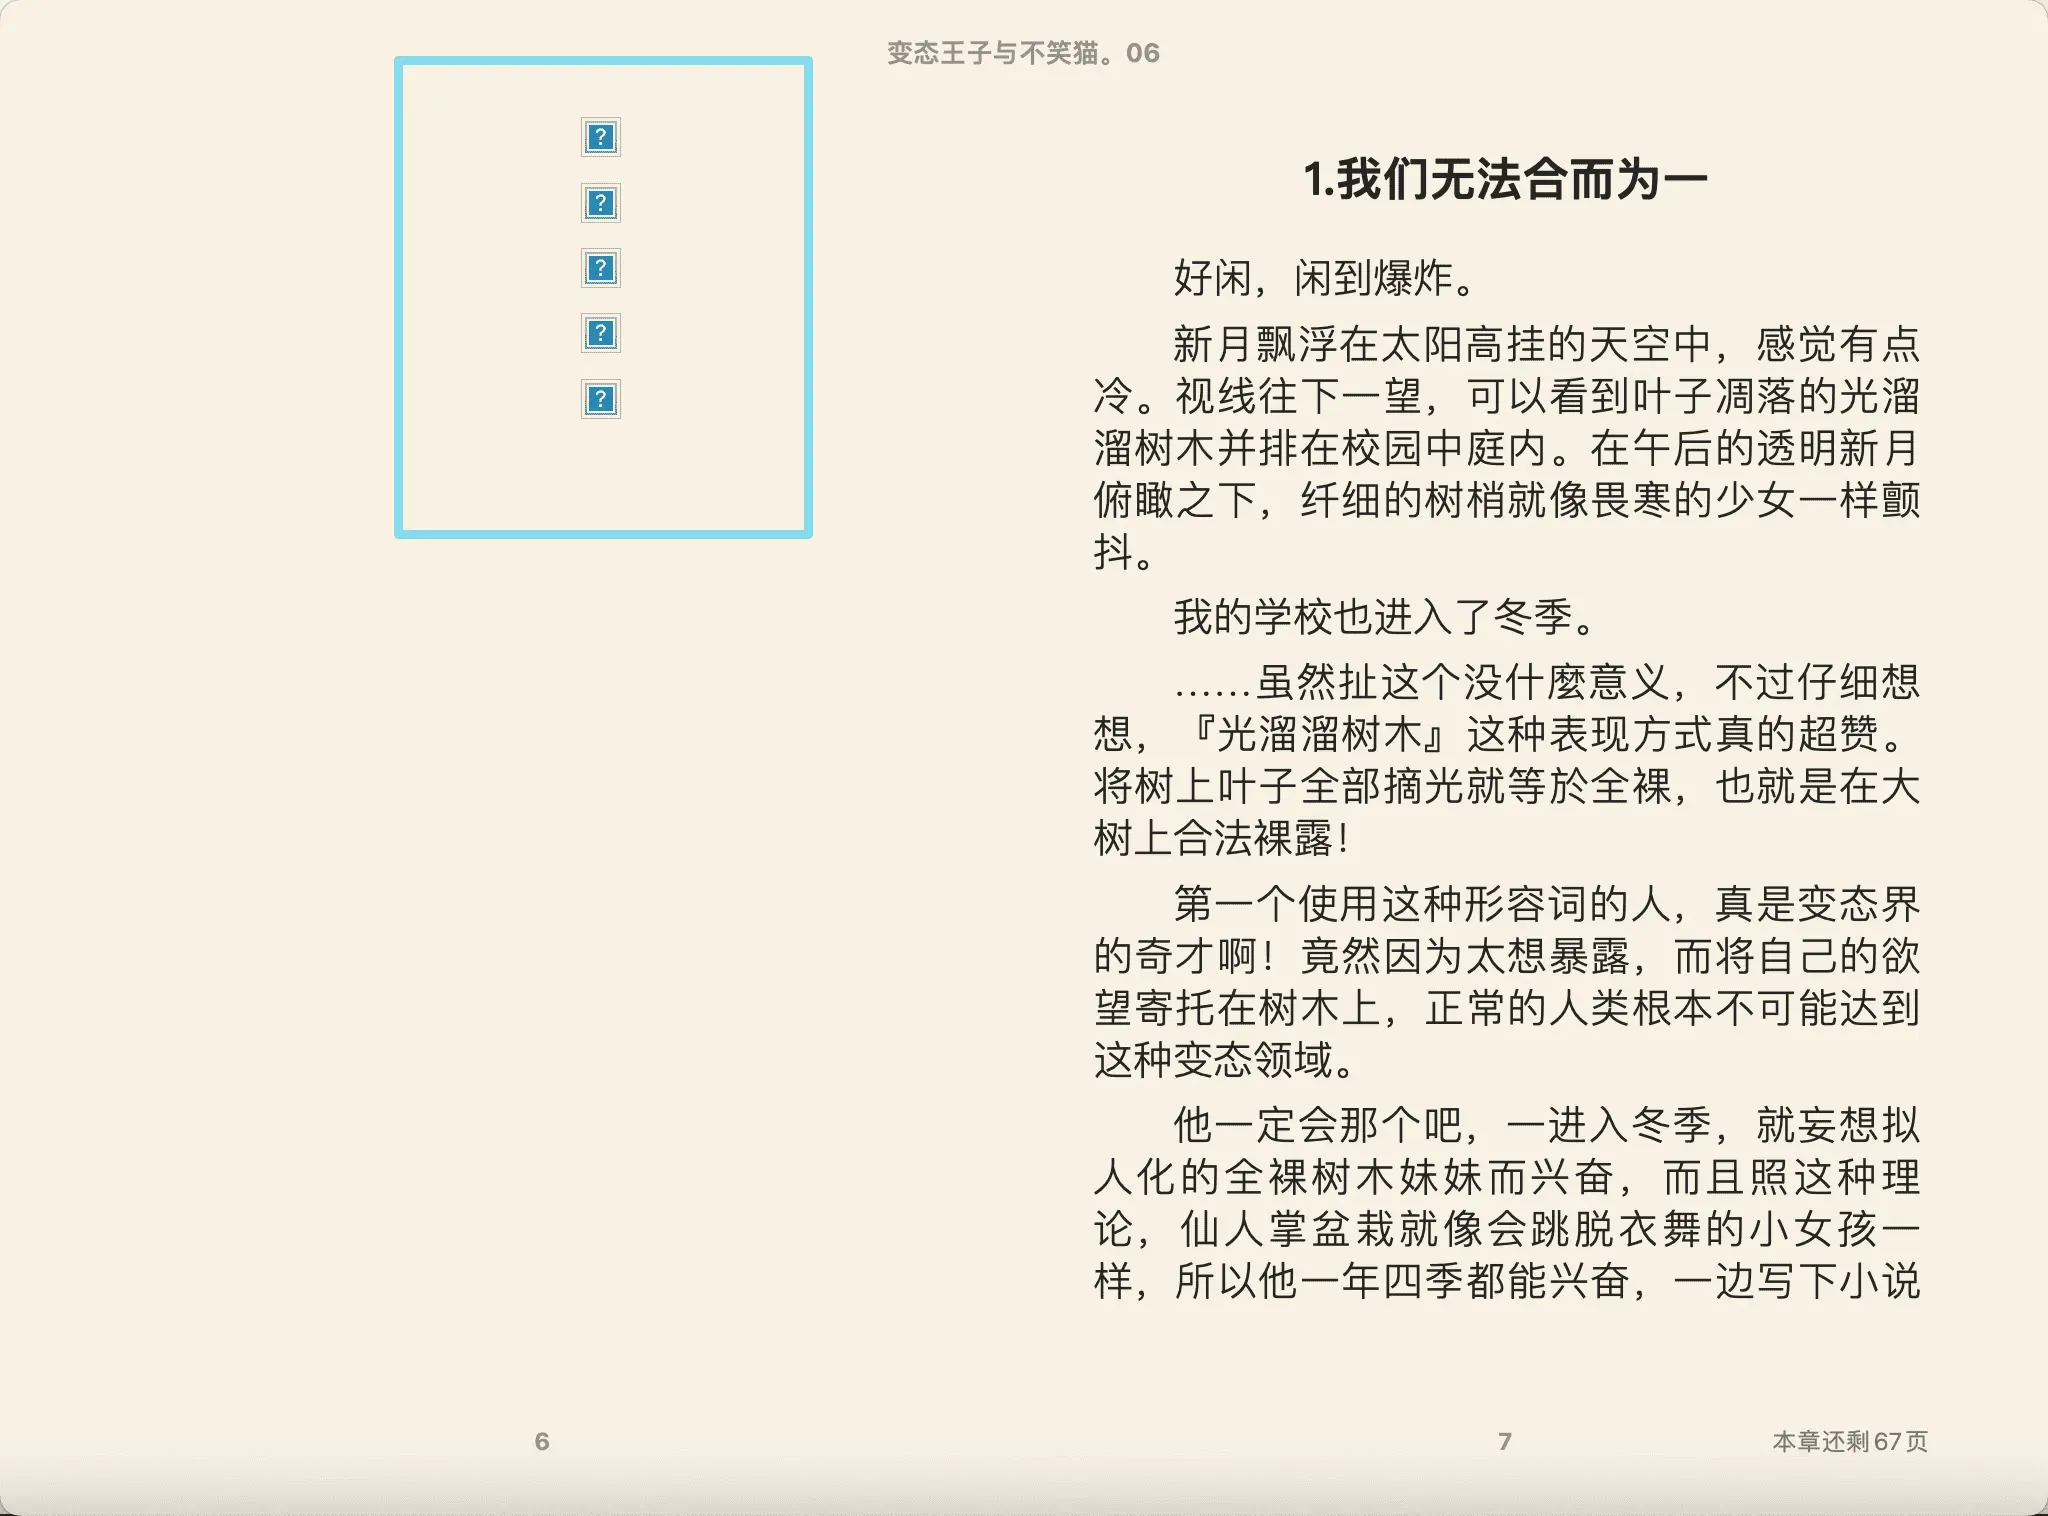 变态王子与不笑猫。06
?
?
?
?
?
1.我们无法合而为一
好闲，闲到爆炸。
新月飘浮在太阳高挂的天空中，感觉有点
冷。视线往下一望，可以看到叶子凋落的光溜
溜树木并排在校园中庭内。在午后的透明新月
俯瞰之下，纤细的树梢就像畏寒的少女一样颤
抖。
我的学校也进入了冬季。
……虽然扯这个没什麼意义，不过仔细想
想，『光溜溜树木』这种表现方式真的超赞。
将树上叶子全部摘光就等於全裸，也就是在大
树上合法裸露！
第一个使用这种形容词的人，真是变态界
的奇才啊！竟然因为太想暴露，而将自己的欲
望寄托在树木上，正常的人类根本不可能达到
这种变态领域。
他一定会那个吧，一进入冬季，就妄想拟
人化的全裸树木妹妹而兴奋，而且照这种理
论，仙人掌盆栽就像会跳脱衣舞的小女孩一
样，所以他一年四季都能兴奋，一边写下小说
6
7
本章还剩67页